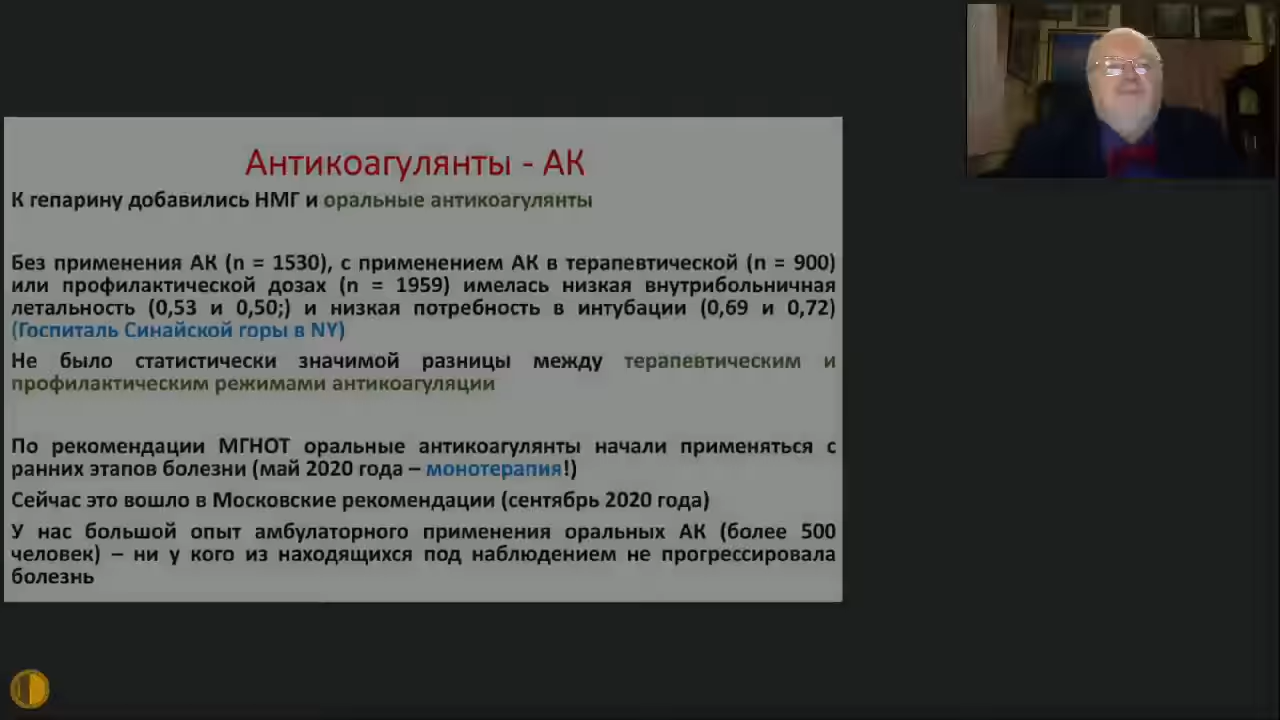 Антикоагулянты - АК
К гепарину добавились НМГ и оральные антикоагулянты
Без применения АК (n = 1530), с применением АК в терапевтической (n = 900)
или профилактической дозах (n = 1959) имелась низкая внутрибольничная
летальность (0,53 и 0,50;) и низкая потребность в интубации (0,69 и 0,72)
(Госпиталь Синайской горы в NY)
Не было статистически значимой разницы между терапевтическим и
профилактическим режимами антикоагуляции
По рекомендации МГНОТ оральные антикоагулянты начали применяться с
ранних этапов болезни (май 2020 года – монотерапия!)
Сейчас это вошло в Московские рекомендации (сентябрь 2020 года)
У нас большой опыт амбулаторного применения оральных АК (более 500
человек) – ни у кого из находящихся под наблюдением не прогрессировала
болезнь